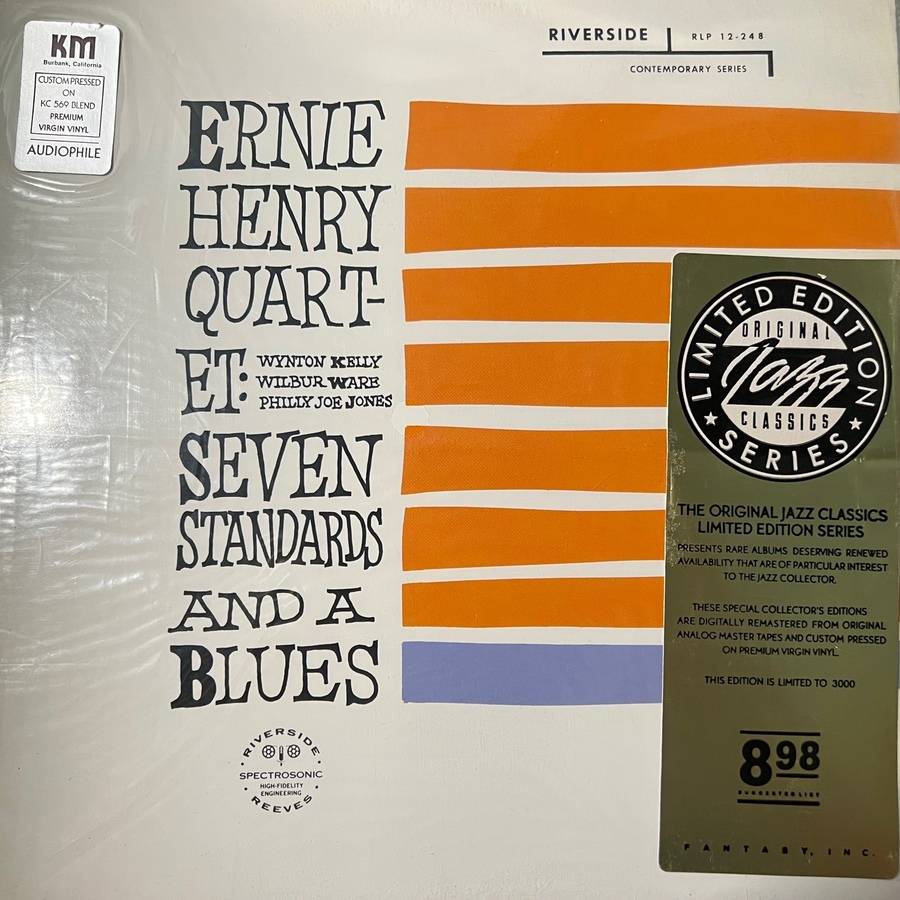 KM
Burbank, California
CUSTOM PRESSED
ON
KC 569 BLEND
PREMIUM
VIRGIN VINYL
AUDIOPHILE
RIVERSIDE RLP 12-248
CONTEMPORARY SERIES
ERNIE
HENRY
QUART-
ET: WYNTON KELLY
WILBUR WARE
PHILLY JOE JONES
SEVEN
STANDARDS
AND A
BLUES
RIVERSIDE
SPECTROSONIC
HIGH-FIDELITY
ENGINEERING
REEVES
LIMITED EDITION
ORIGINAL
Jazz
CLASSICS
SERIES
THE ORIGINAL JAZZ CLASSICS
LIMITED EDITION SERIES
PRESENTS RARE ALBUMS DESERVING RENEWED
AVAILABILITY THAT ARE OF PARTICULAR INTEREST
TO THE JAZZ COLLECTOR.
THESE SPECIAL COLLECTOR'S EDITIONS
ARE DIGITALLY REMASTERED FROM ORIGINAL
ANALOG MASTER TAPES AND CUSTOM PRESSED
ON PREMIUM VIRGIN VINYL.
THIS EDITION IS LIMITED TO 3000
8 98
SUGGESTED LIST
FANTASY, INC.